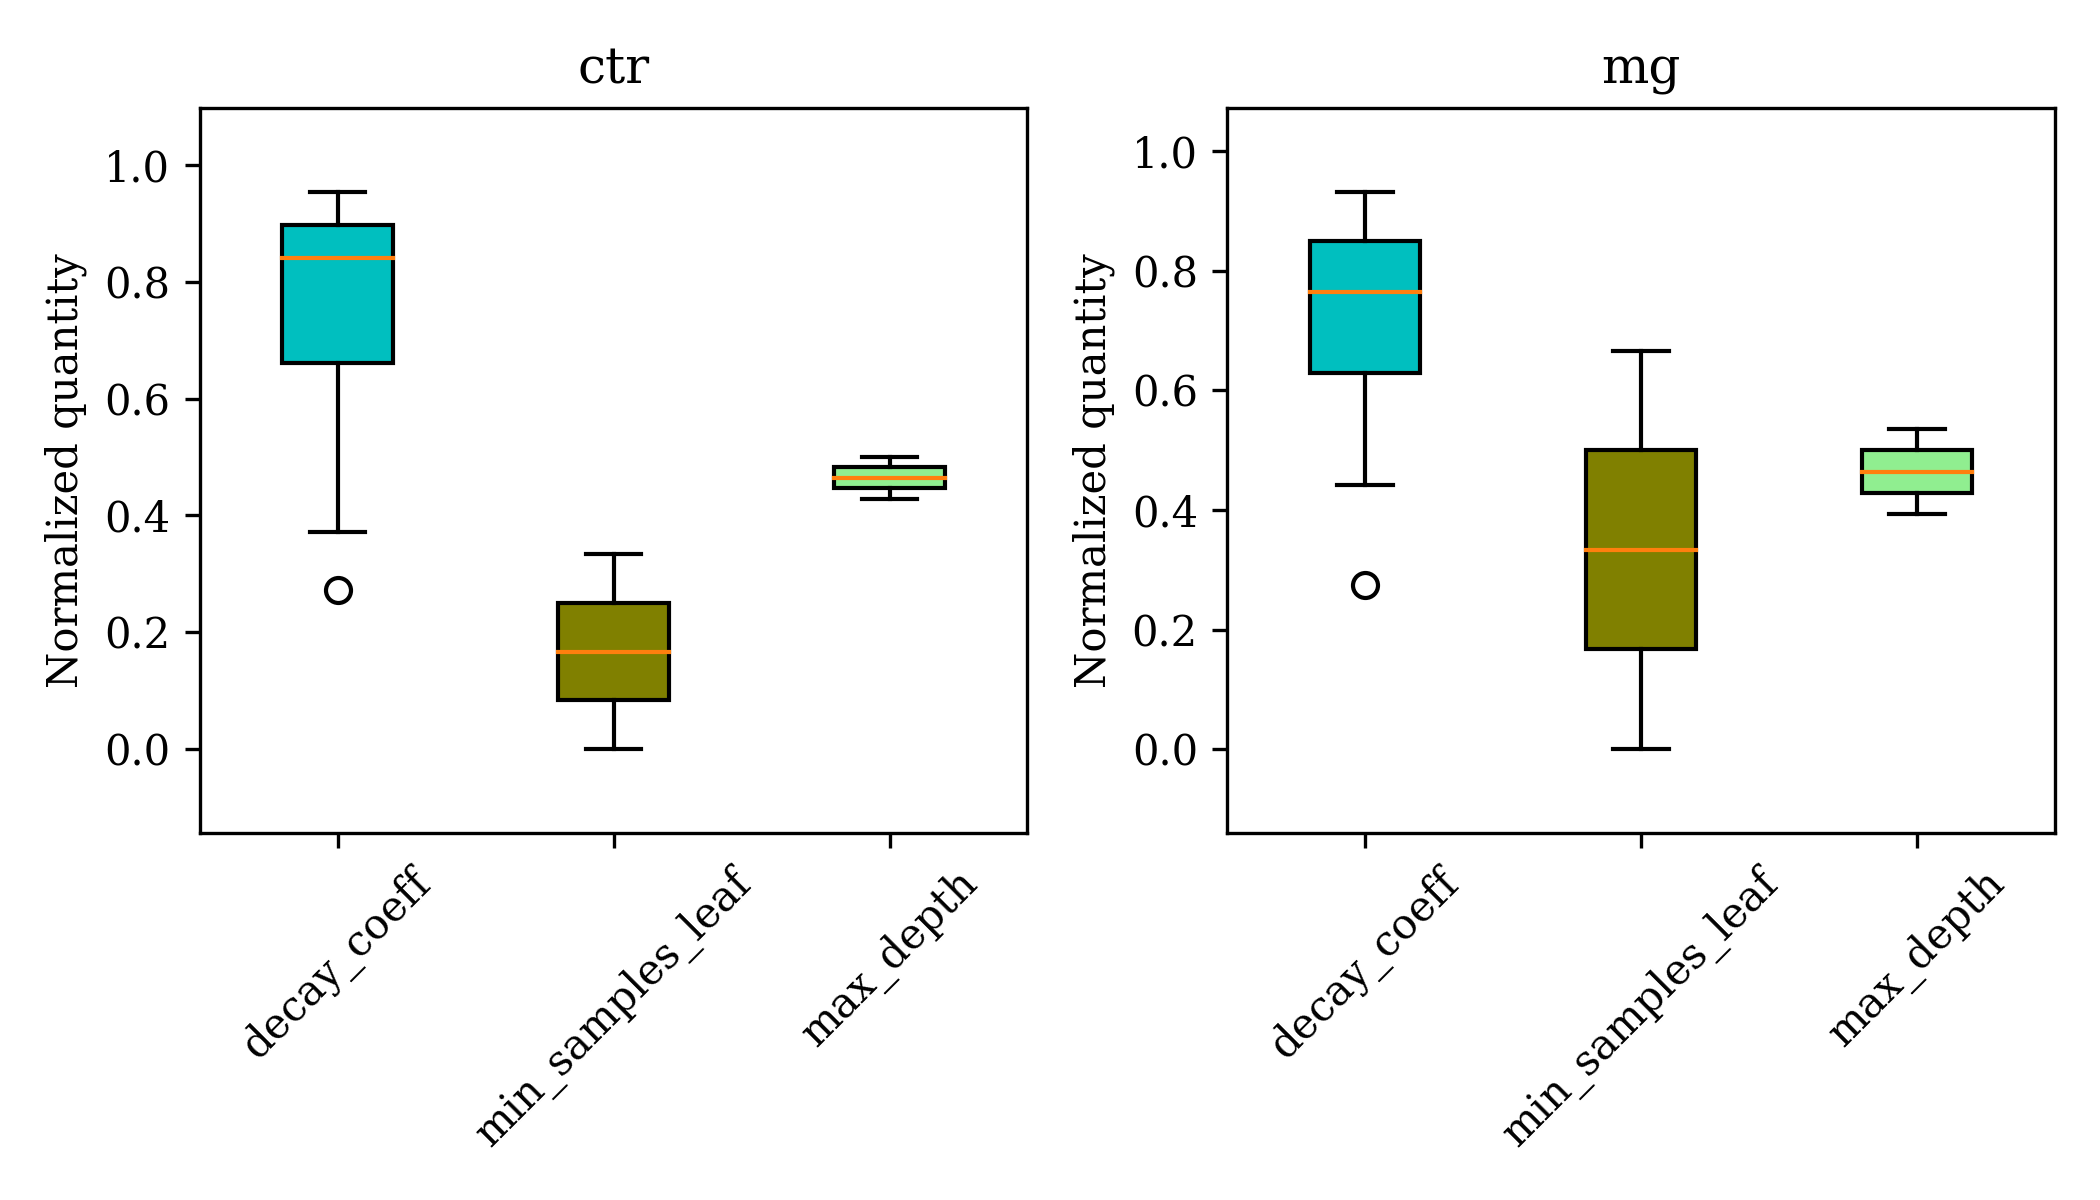 ctr
1.0
0.8
0.6
0.4
0.2
0.0
Normalized quantity
decay_coeff
min_samples_leaf
max_depth
mg
1.0
0.8
0.6
0.4
0.2
0.0
Normalized quantity
decay_coeff
min_samples_leaf
max_depth